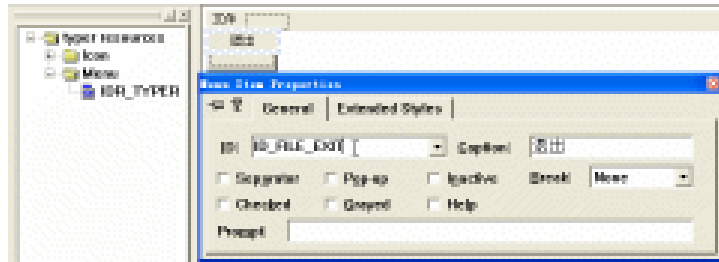 typer resources
Icon
Menu
IDR_TYPER
文件
退出
Menu Item Properties
General
Extended Styles
ID:
ID_FILE_EXIT
Caption:
退出
Separator
Pop-up
Inactive
Break:
None
Checked
Grayed
Help
Prompt: